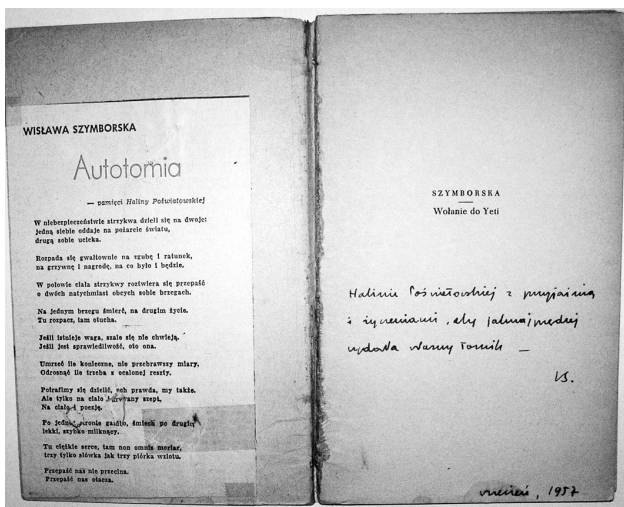 WISŁAWA SZYMBORSKA
Autotomia
— pamięci Haliny Poświatowskiej
W niebezpieczeństwie strzykwa dzieli się na dwoje:
jedną siebie oddaje na pożarcie światu,
drugą sobie ucieka.
Rozpada się gwałtownie na zgubę i ratunek,
na grzywnę i nagrodę, na co było i będzie.
W połowie ciała strzykwy roztwiera się przepaść
o dwóch natychmiast obcych sobie brzegach.
Na jednym brzegu śmierć, na drugim życie.
Tu rozpacz, tam otucha.
Jeśli istnieje waga, szale się nie chwieją.
Jeśli jest sprawiedliwość, oto ona.
Umrzeć ile konieczne, nie przebrawszy miary.
Odrosnąć ile trzeba z ocalonej reszty.
Potrafimy się dzielić, och prawda, my także.
Ale tylko na ciało i urwany szept.
Na ciało i poezję.
Po jednej stronie gardło, śmiech po drugiej
lekki, szybko milknący.
Tu ciężkie serce, tam non omnis moriar,
trzy tylko słówka jak trzy piórka wzlotu.
Przepaść nas nie przecina.
Przepaść nas otacza.
SZYMBORSKA
Wołanie do Yeti
Halinie Poświatowskiej z przyjaźnią
i życzeniami, aby jak najprędzej
wydała własny tomik —
WS.
wrzesień, 1957